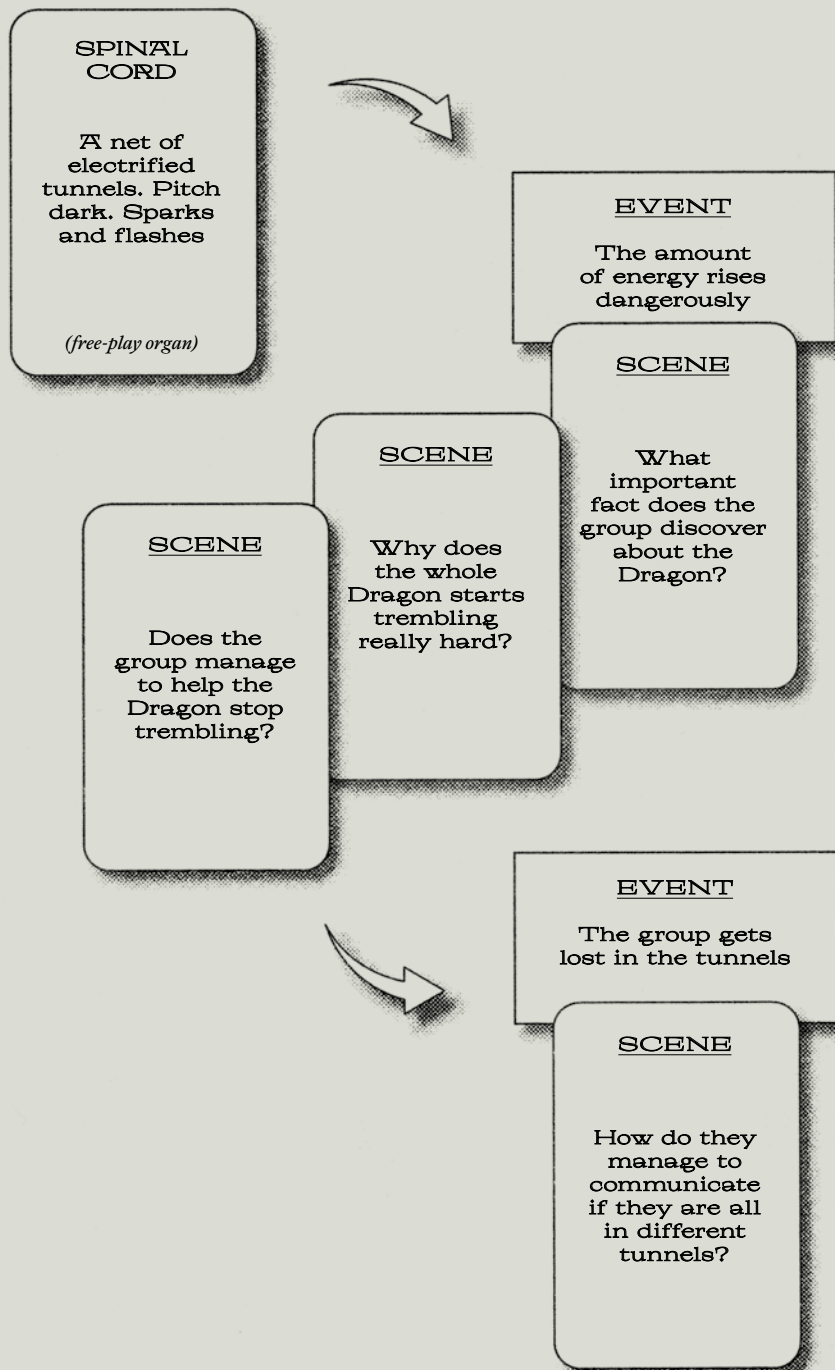 SPINAL
CORD
A net of
electrified
tunnels. Pitch
dark. Sparks
and flashes
(free-play organ)
EVENT
The amount
of energy rises
dangerously
SCENE
What
important
fact does the
group discover
about the
Dragon?
SCENE
Why does
the whole
Dragon starts
trembling
really hard?
SCENE
Does the
group manage
to help the
Dragon stop
trembling?
EVENT
The group gets
lost in the tunnels
SCENE
How do they
manage to
communicate
if they are all
in different
tunnels?